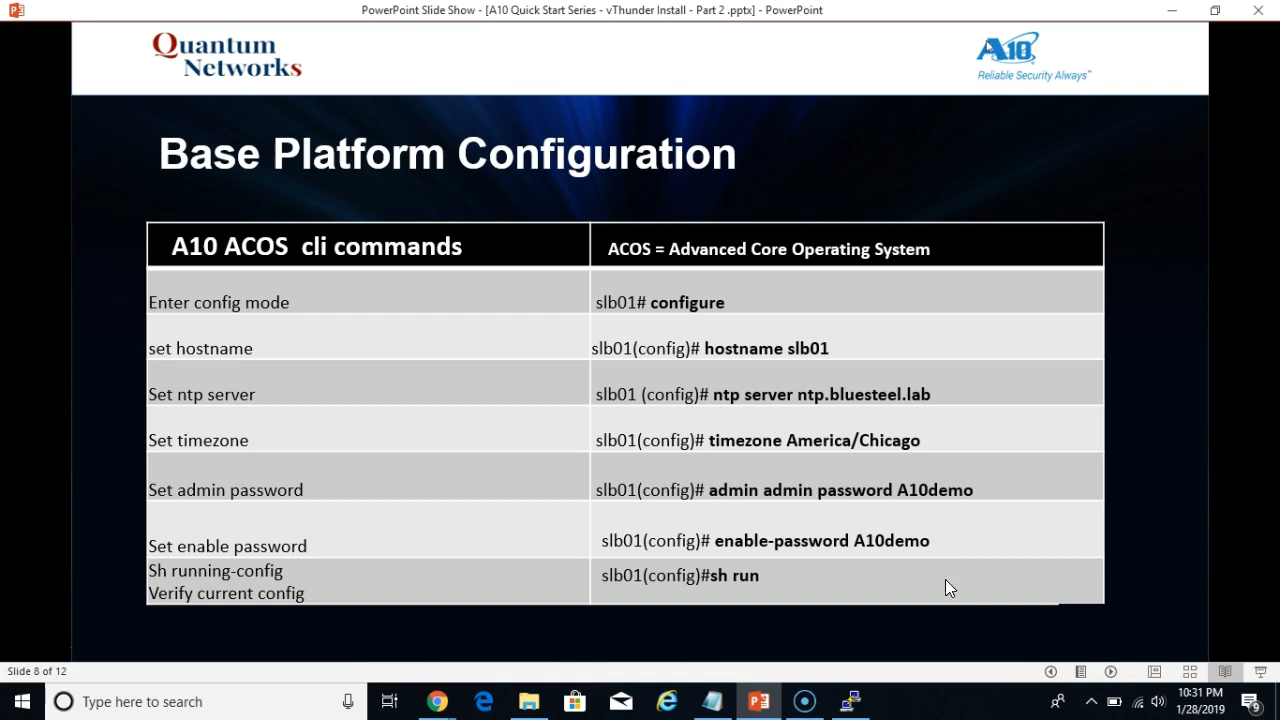 PowerPoint Slide Show - [A10 Quick Start Series - vThunder Install - Part 2 .pptx] - PowerPoint
Quantum
Networks
A10
Reliable Security Always™
Base Platform Configuration
A10 ACOS cli commands
ACOS = Advanced Core Operating System
Enter config mode
slb01# configure
set hostname
slb01(config)# hostname slb01
Set ntp server
slb01 (config)# ntp server ntp.bluesteel.lab
Set timezone
slb01(config)# timezone America/Chicago
Set admin password
slb01(config)# admin admin password A10demo
Set enable password
slb01(config)# enable-password A10demo
Sh running-config
Verify current config
slb01(config)#sh run
Slide 8 of 12
Type here to search
10:31 PM
1/28/2019
9